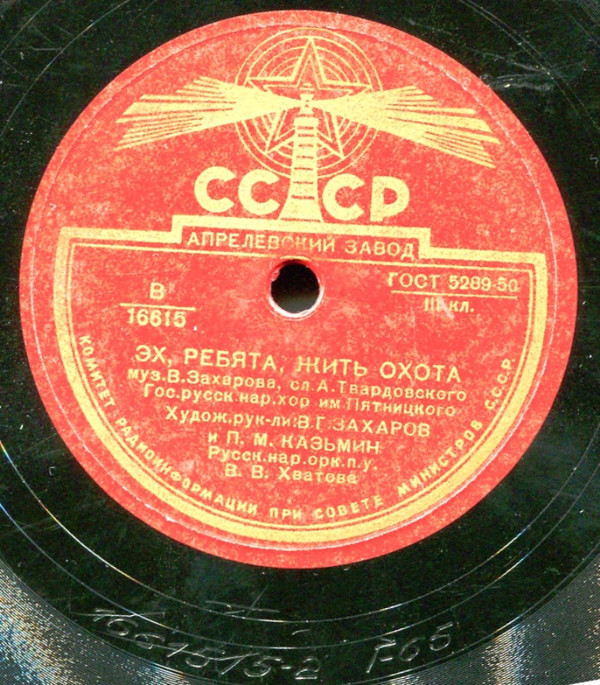 СССР
АПРЕЛЕВСКИЙ ЗАВОД
В
16615
ГОСТ 5289-50
III кл.
ЭХ, РЕБЯТА, ЖИТЬ ОХОТА
муз.В.Захарова, сл.А.Твардовского
Гос.русск.нар.хор им.Пятницкого
Худож.рук-ли:В.Г.ЗАХАРОВ
и П. М. КАЗЬМИН
Русск.нар.орк.п.у.
В. В. Хватова
КОМИТЕТ РАДИОИНФОРМАЦИИ ПРИ СОВЕТЕ МИНИСТРОВ С.С.С.Р.